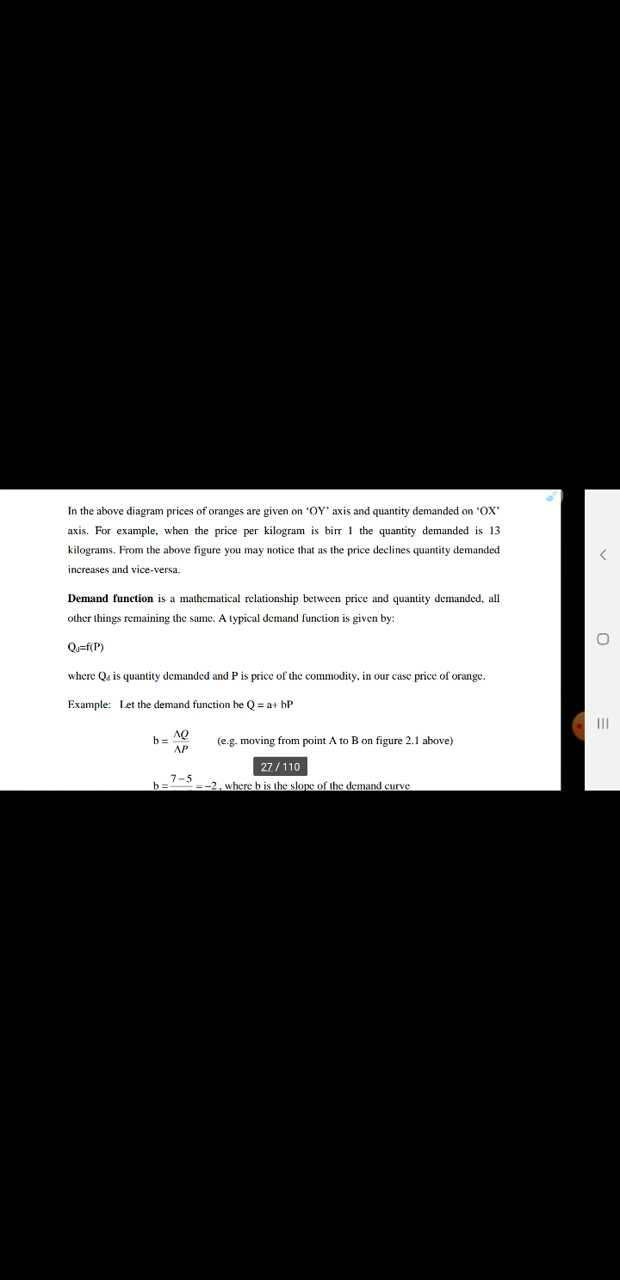 In the above diagram prices of oranges are given on ‘OY’ axis and quantity demanded on ‘OX’
axis. For example, when the price per kilogram is birr 1 the quantity demanded is 13
kilograms. From the above figure you may notice that as the price declines quantity demanded
increases and vice-versa.
Demand function is a mathematical relationship between price and quantity demanded, all
other things remaining the same. A typical demand function is given by:
Qd=f(P)
where Qd is quantity demanded and P is price of the commodity, in our case price of orange.
Example: Let the demand function be Q = a+ bP
b = ΔQ/ΔP (e.g. moving from point A to B on figure 2.1 above)
27 / 110
b = 7−5 = −2, where b is the slope of the demand curve